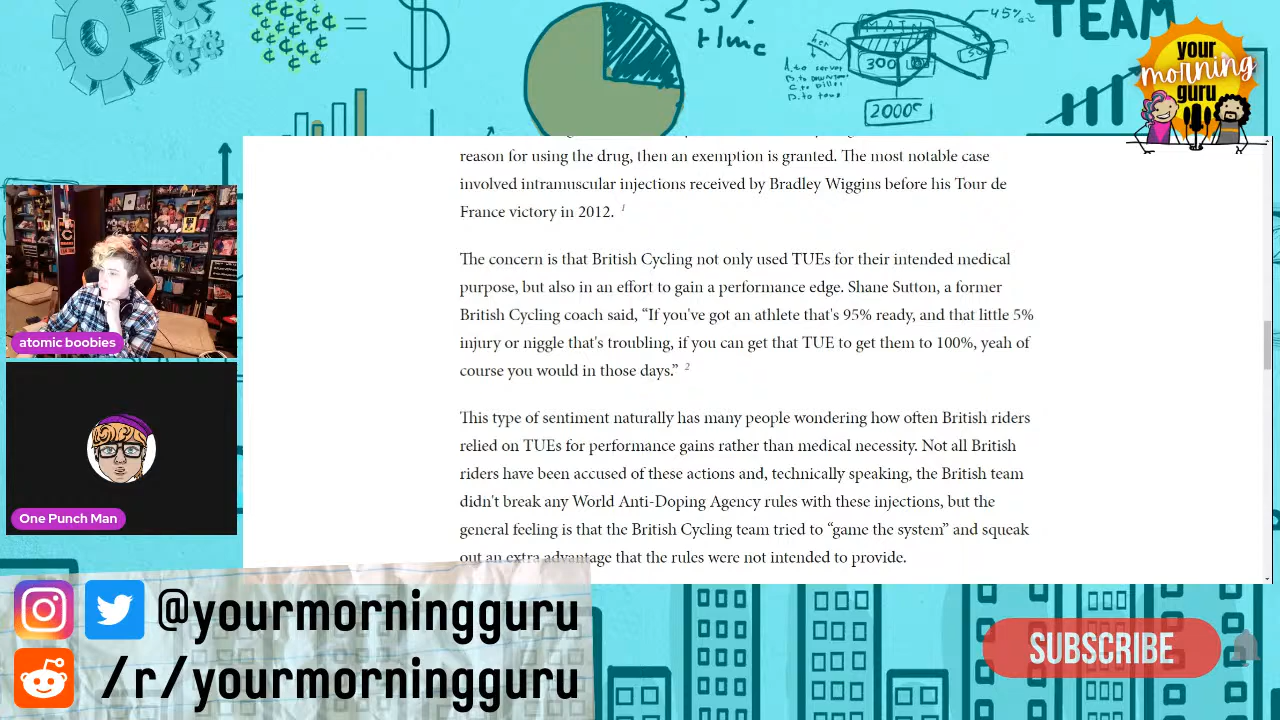 25%
time
MATH
300
2000€
45%
A. to server
TEAM
your
morning
guru
reason for using the drug, then an exemption is granted. The most notable case
involved intramuscular injections received by Bradley Wiggins before his Tour de
France victory in 2012. 1
The concern is that British Cycling not only used TUEs for their intended medical
purpose, but also in an effort to gain a performance edge. Shane Sutton, a former
British Cycling coach said, “If you've got an athlete that's 95% ready, and that little 5%
injury or niggle that's troubling, if you can get that TUE to get them to 100%, yeah of
course you would in those days.” 2
This type of sentiment naturally has many people wondering how often British riders
relied on TUEs for performance gains rather than medical necessity. Not all British
riders have been accused of these actions and, technically speaking, the British team
didn't break any World Anti-Doping Agency rules with these injections, but the
general feeling is that the British Cycling team tried to “game the system” and squeak
out an extra advantage that the rules were not intended to provide.
atomic boobies
One Punch Man
@yourmorningguru
/r/yourmorningguru
SUBSCRIBE